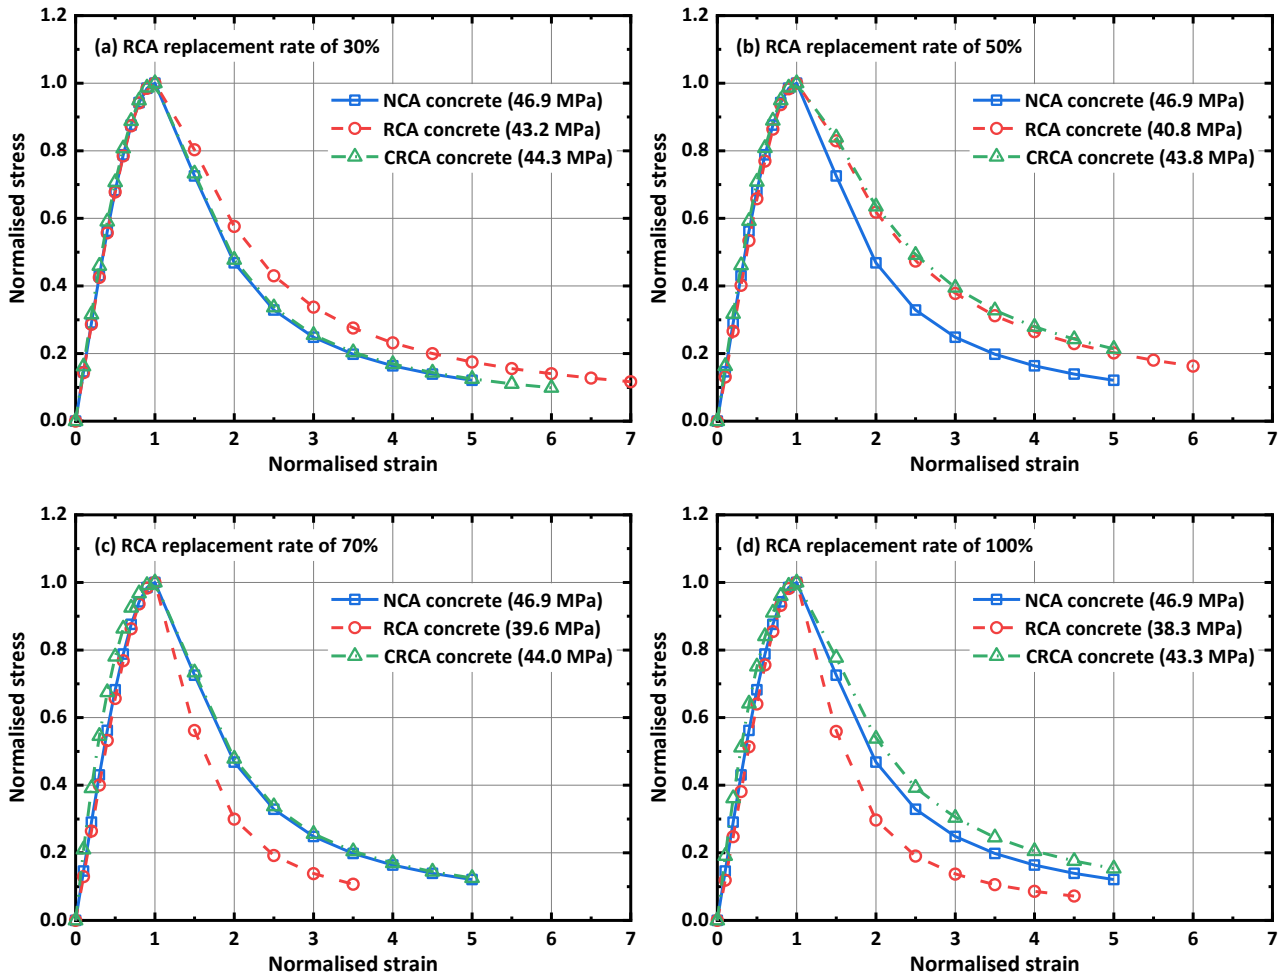 (a) RCA replacement rate of 30%
NCA concrete (46.9 MPa)
RCA concrete (43.2 MPa)
CRCA concrete (44.3 MPa)
Normalised stress
1.2
1.0
0.8
0.6
0.4
0.2
0.0
0 1 2 3 4 5 6 7
Normalised strain
(b) RCA replacement rate of 50%
NCA concrete (46.9 MPa)
RCA concrete (40.8 MPa)
CRCA concrete (43.8 MPa)
Normalised stress
1.2
1.0
0.8
0.6
0.4
0.2
0.0
0 1 2 3 4 5 6 7
Normalised strain
(c) RCA replacement rate of 70%
NCA concrete (46.9 MPa)
RCA concrete (39.6 MPa)
CRCA concrete (44.0 MPa)
Normalised stress
1.2
1.0
0.8
0.6
0.4
0.2
0.0
0 1 2 3 4 5 6 7
Normalised strain
(d) RCA replacement rate of 100%
NCA concrete (46.9 MPa)
RCA concrete (38.3 MPa)
CRCA concrete (43.3 MPa)
Normalised stress
1.2
1.0
0.8
0.6
0.4
0.2
0.0
0 1 2 3 4 5 6 7
Normalised strain